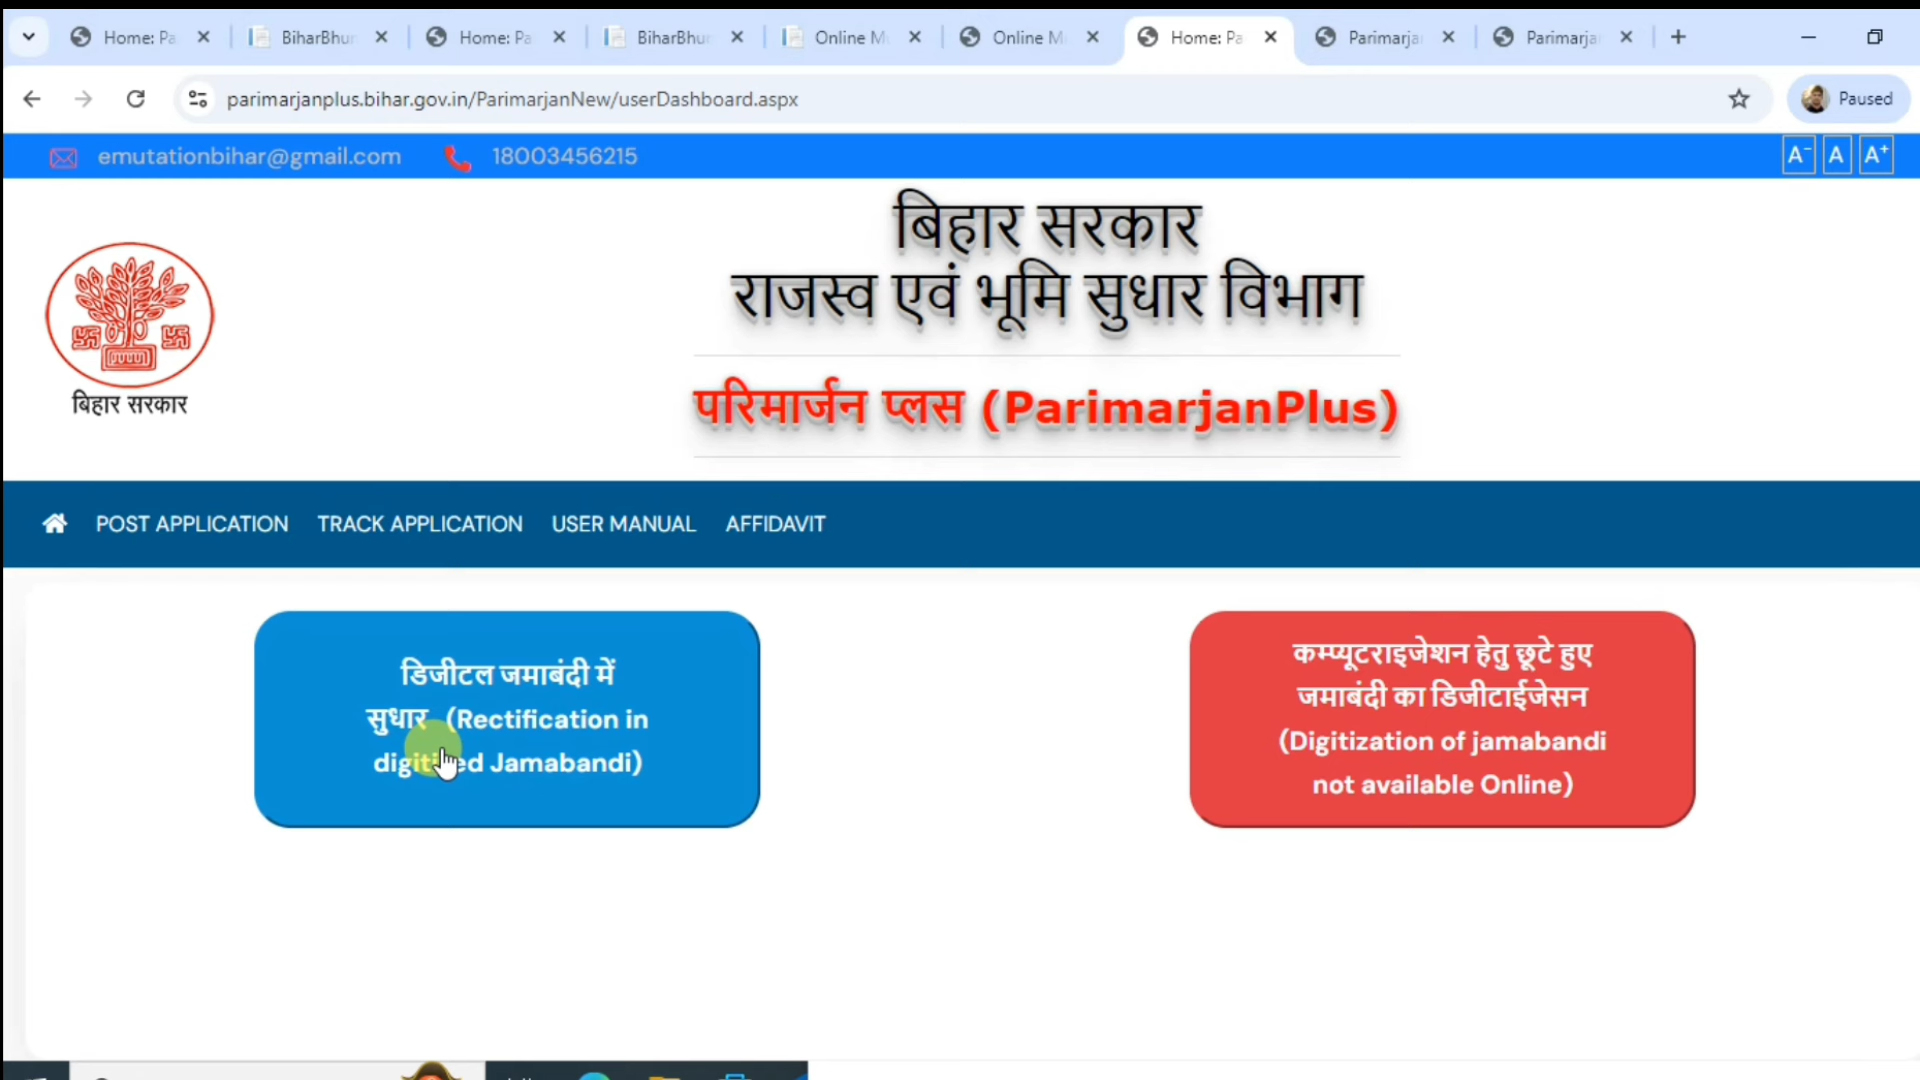 Home: Pa
BiharBhu
Home: Pa
BiharBhu
Online M
Online M
Home: Pa
Parimarja
Parimarja
parimarjanplus.bihar.gov.in/ParimarjanNew/userDashboard.aspx
Paused
emutationbihar@gmail.com 18003456215
A- A A+
बिहार सरकार
राजस्व एवं भूमि सुधार विभाग
परिमार्जन प्लस (ParimarjanPlus)
बिहार सरकार
POST APPLICATION TRACK APPLICATION USER MANUAL AFFIDAVIT
डिजीटल जमाबंदी में
सुधार (Rectification in
digitized Jamabandi)
कम्प्यूटराइजेशन हेतु छूटे हुए
जमाबंदी का डिजीटाईजेसन
(Digitization of jamabandi
not available Online)